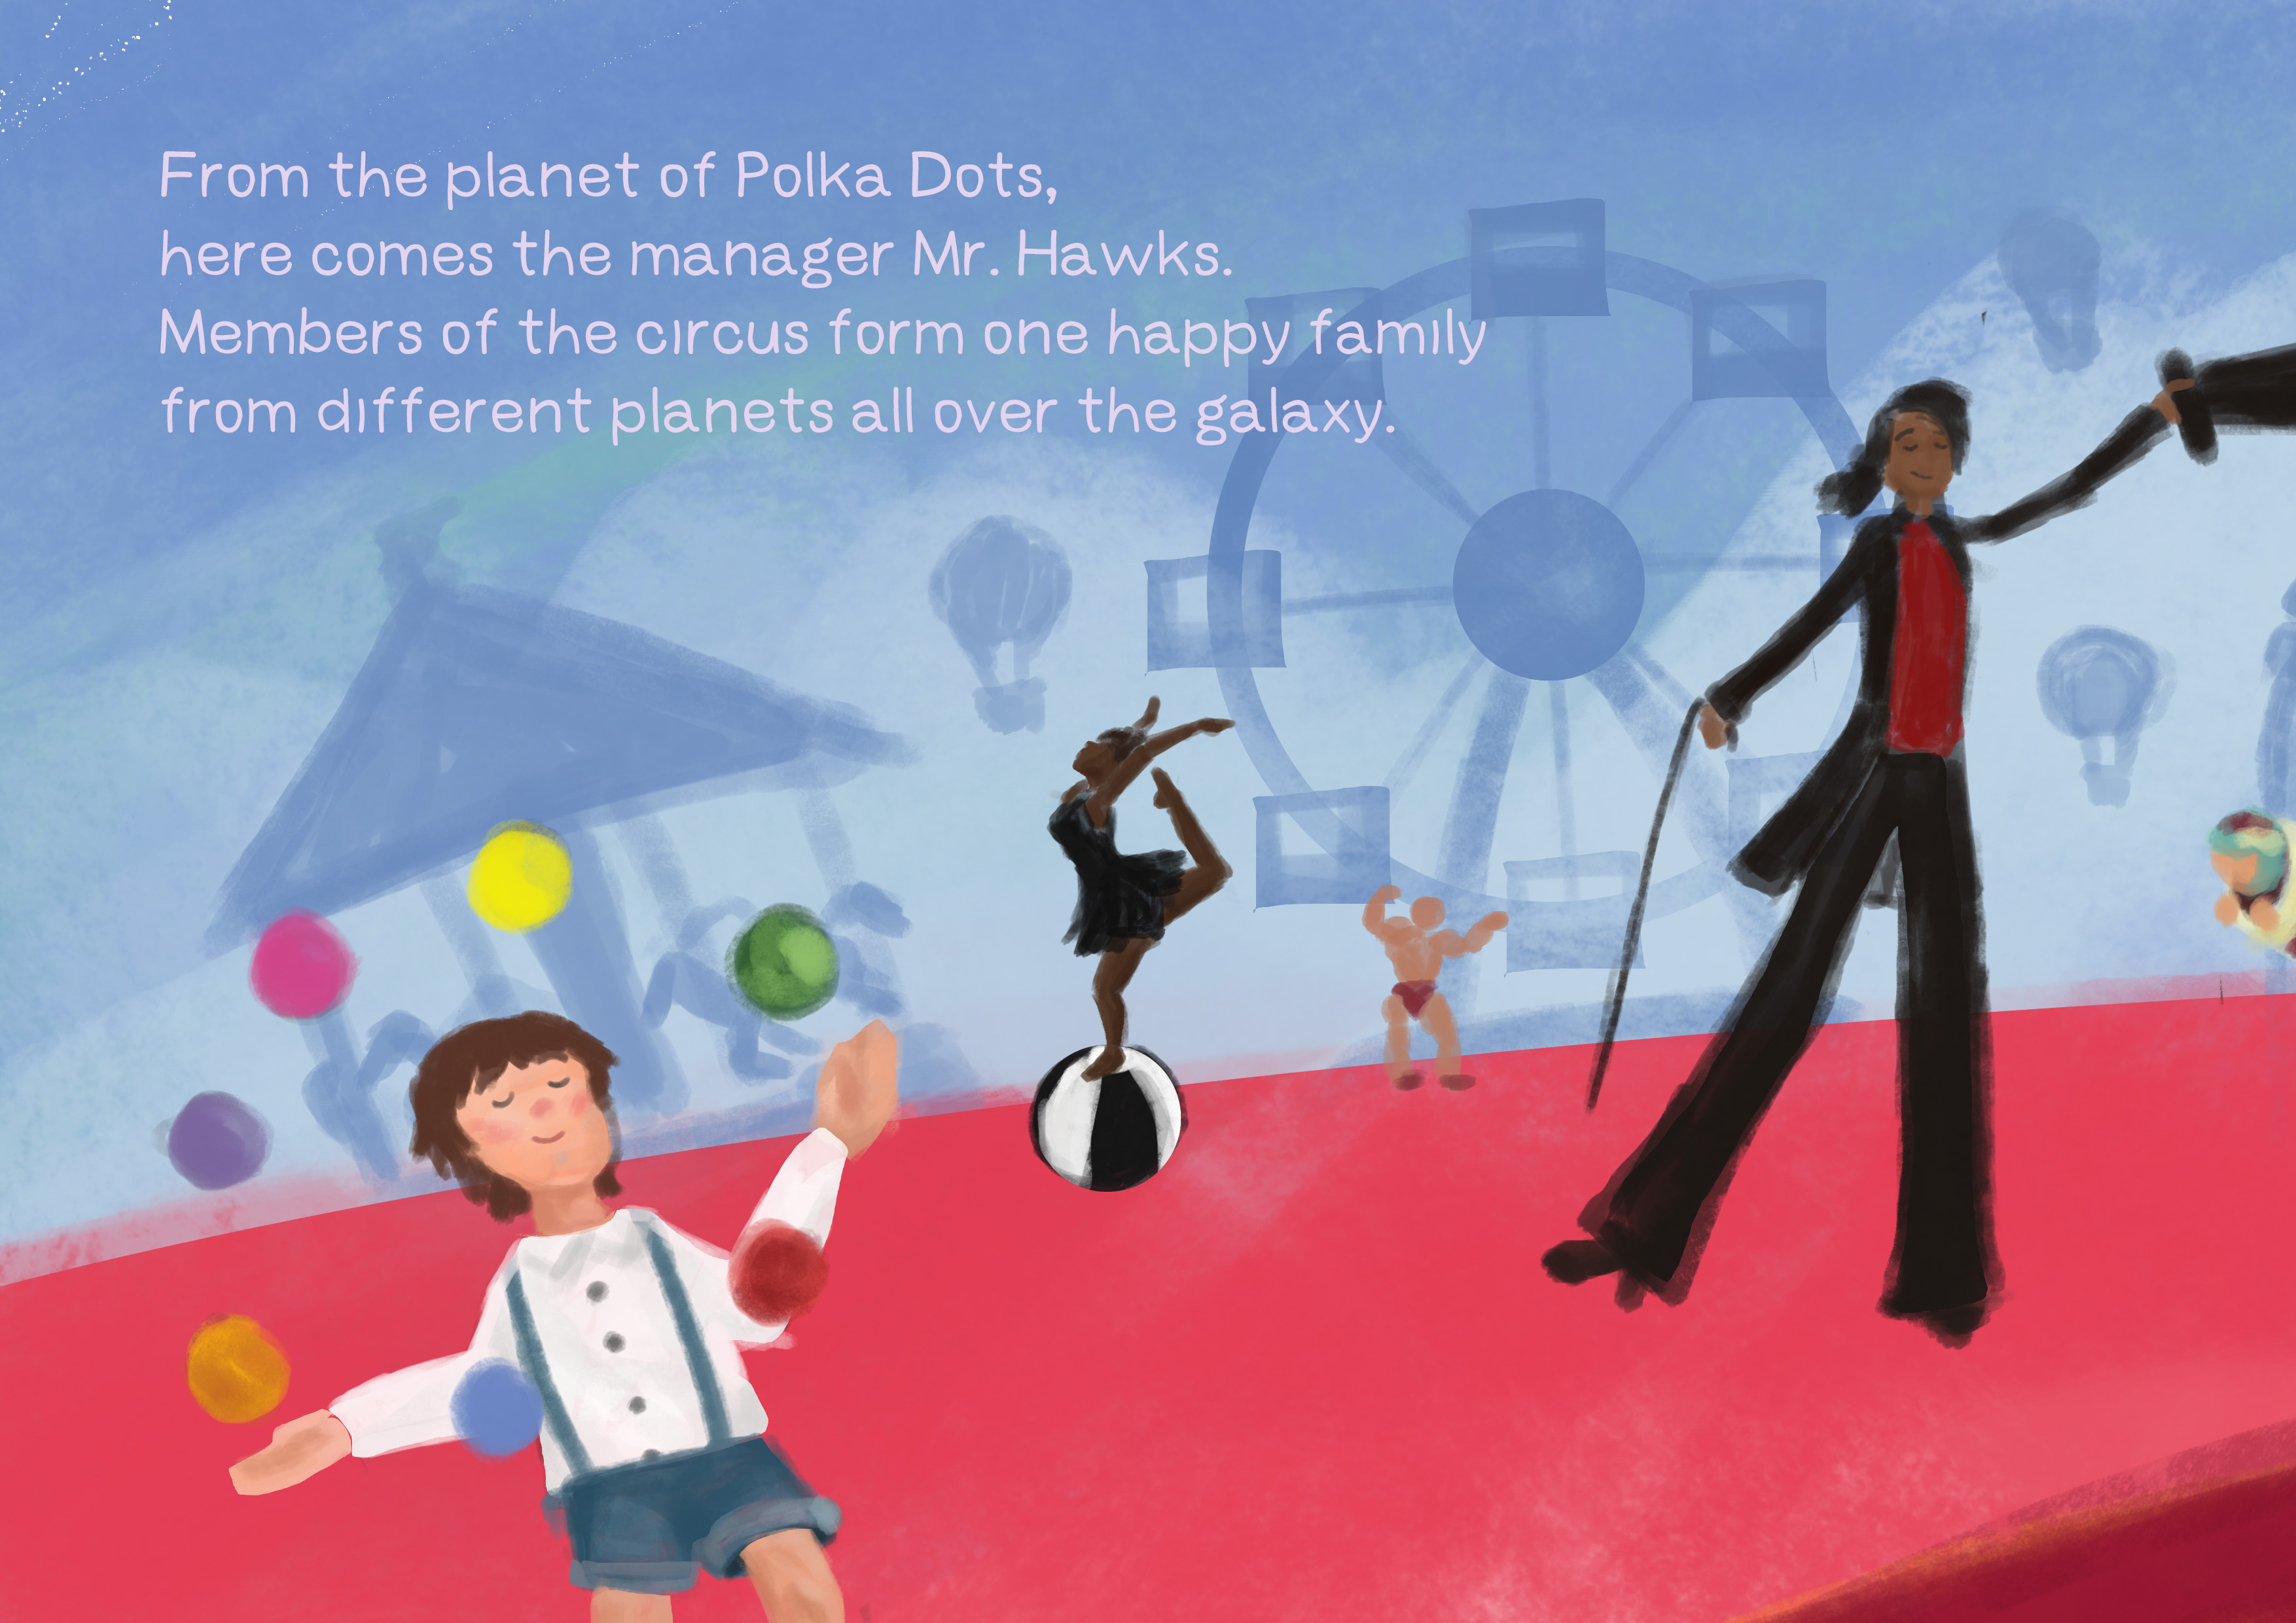 From the planet of Polka Dots,
here comes the manager Mr. Hawks.
Members of the circus form one happy family
from different planets all over the galaxy.